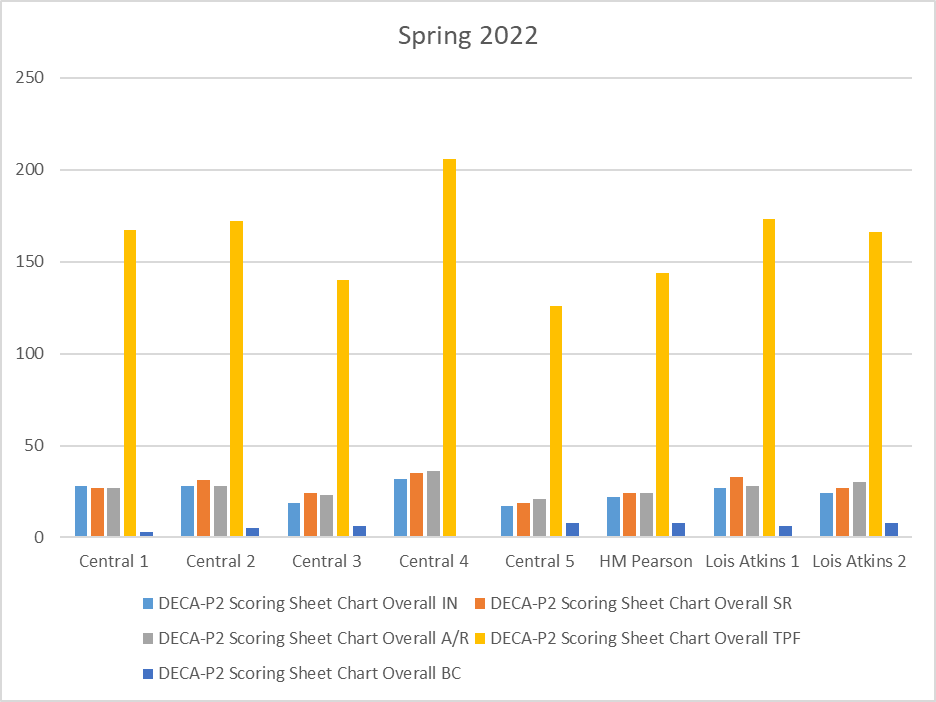 Spring 2022
250
200
150
100
50
0
Central 1 Central 2 Central 3 Central 4 Central 5 HM Pearson Lois Atkins 1 Lois Atkins 2
DECA-P2 Scoring Sheet Chart Overall IN DECA-P2 Scoring Sheet Chart Overall SR
DECA-P2 Scoring Sheet Chart Overall A/R DECA-P2 Scoring Sheet Chart Overall TPF
DECA-P2 Scoring Sheet Chart Overall BC